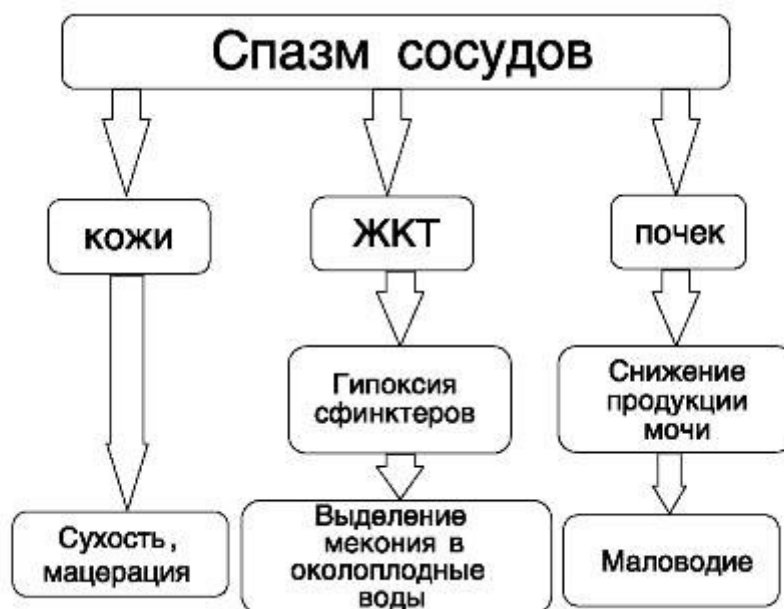 Спазм сосудов
кожи
ЖКТ
почек
Гипоксия
сфинктеров
Снижение
продукции
мочи
Сухость,
мацерация
Выделение
мекония в
околоплодные
воды
Маловодие